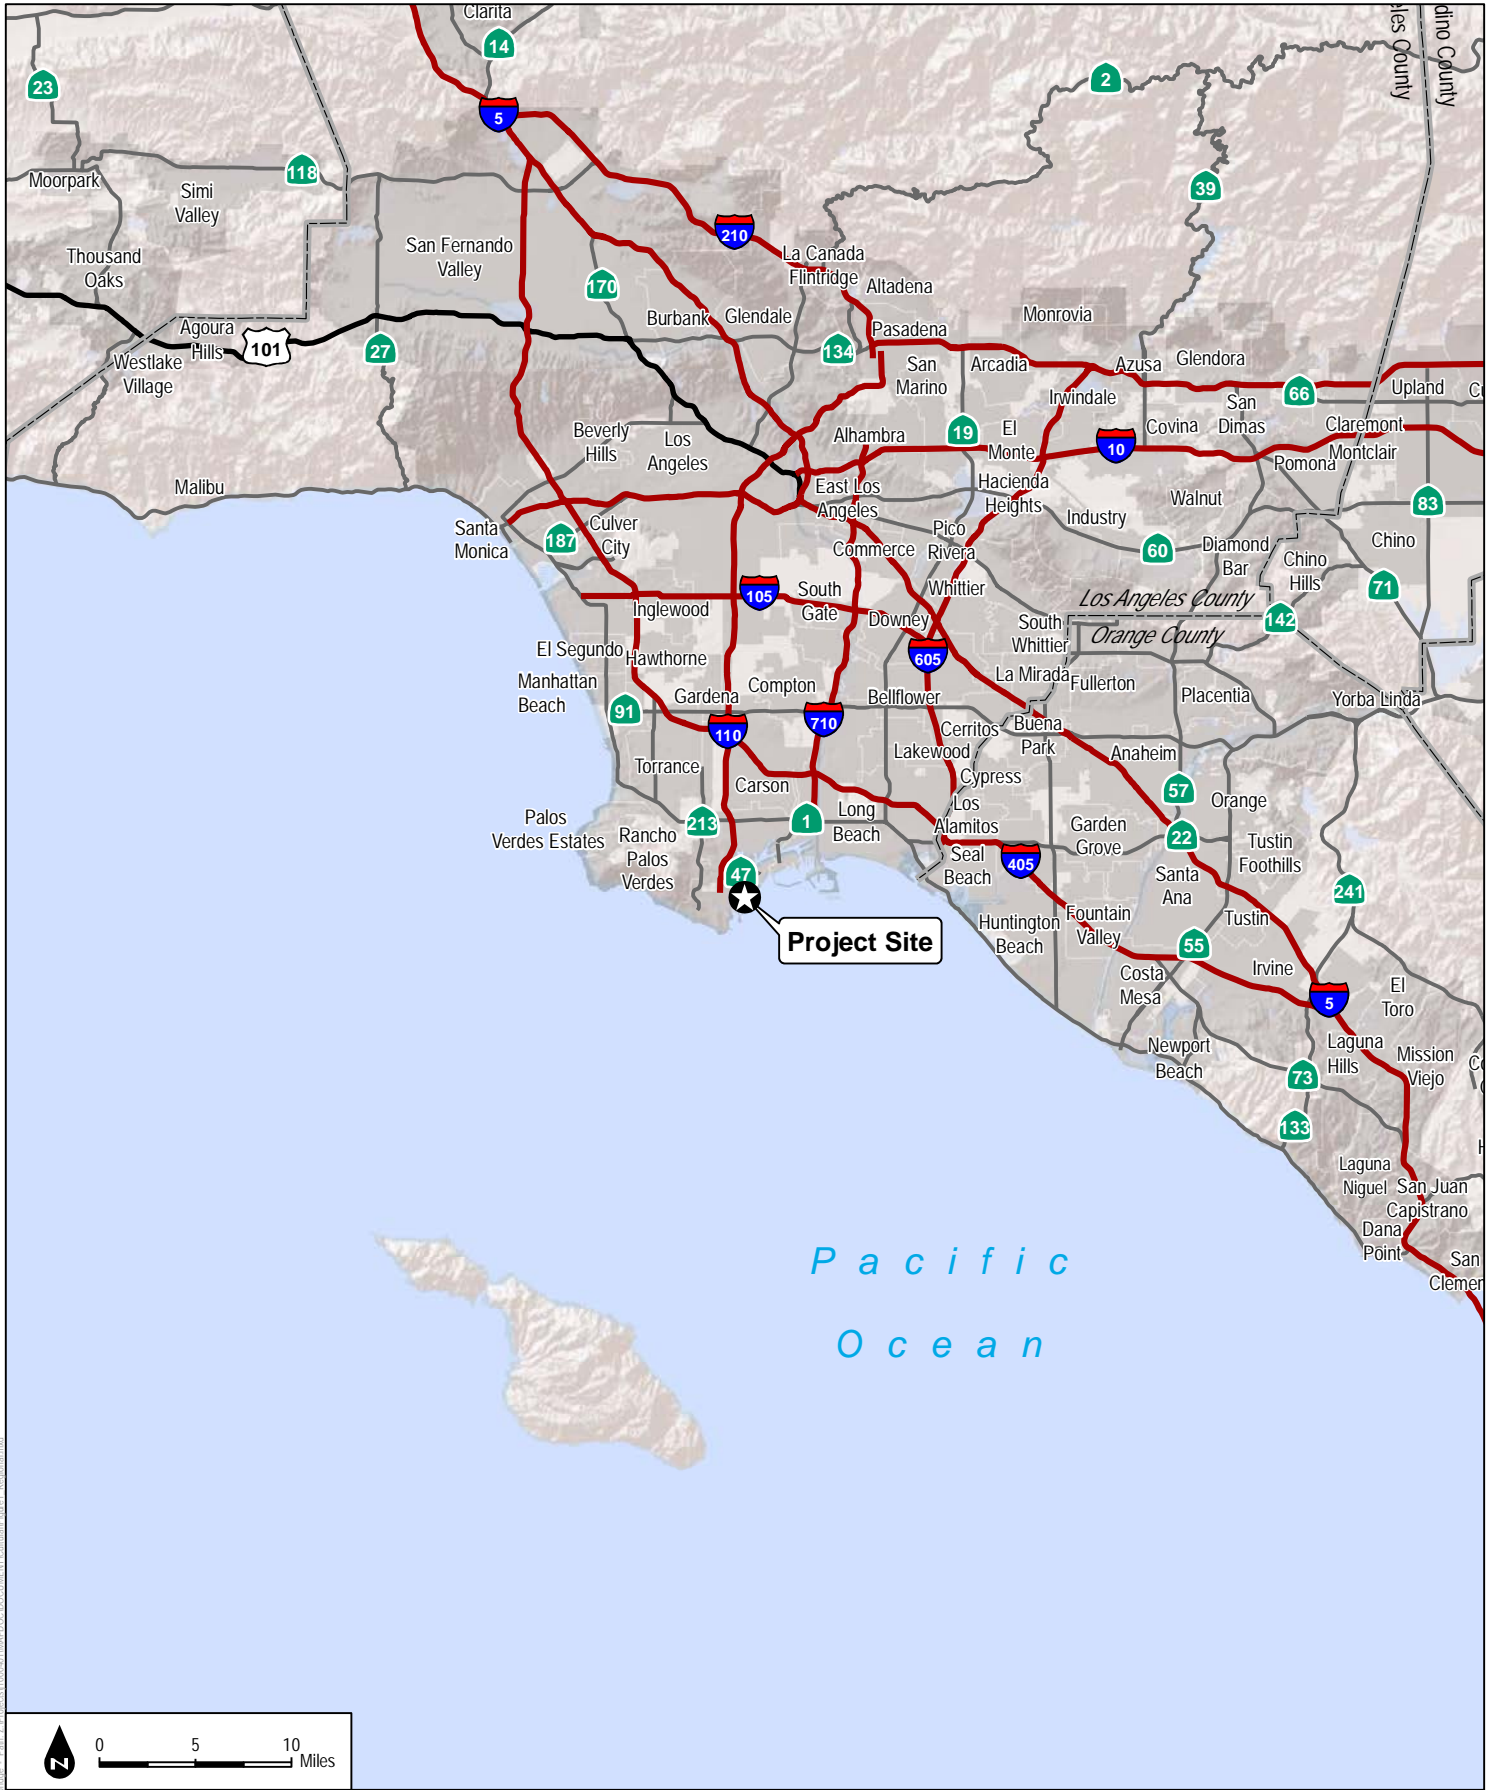 Clarita
14
23
2
5
les County
dino County
118
Moorpark
Simi
Valley
39
210
Thousand
Oaks
San Fernando
Valley
La Canada
Flintridge
170
Altadena
Burbank
Glendale
Monrovia
Agoura
Hills
101
27
Pasadena
134
Westlake
Village
San
Marino
Arcadia
Azusa
Glendora
66
Upland
Irwindale
San
Dimas
Beverly
Hills
Los
Angeles
Alhambra
19
El
Monte
10
Covina
Claremont
Montclair
Pomona
Malibu
East Los
Angeles
Hacienda
Heights
Walnut
83
Santa
Monica
187
Culver
City
Pico
Rivera
Industry
Commerce
60
Diamond
Bar
Chino
Chino
Hills
71
105
South
Gate
Whittier
Inglewood
Los Angeles County
Downey
South
Whittier
142
Orange County
El Segundo
Hawthorne
605
La Mirada
Fullerton
Manhattan
Beach
Gardena
Compton
Bellflower
Placentia
Yorba Linda
91
110
710
Cerritos
Buena
Park
Lakewood
Anaheim
Torrance
Carson
Cypress
57
Orange
Palos
Verdes Estates
Rancho
Palos
Verdes
213
1
Long
Beach
Los
Alamitos
Garden
Grove
22
Tustin
Foothills
Seal
Beach
405
47
Santa
Ana
241
Project Site
Huntington
Beach
Fountain
Valley
Tustin
55
Costa
Mesa
Irvine
5
El
Toro
Newport
Beach
Laguna
Hills
Mission
Viejo
73
133
Laguna
Niguel
San Juan
Capistrano
Dana
Point
San
Clemen
Pacific
Ocean
N
0 5 10
Miles